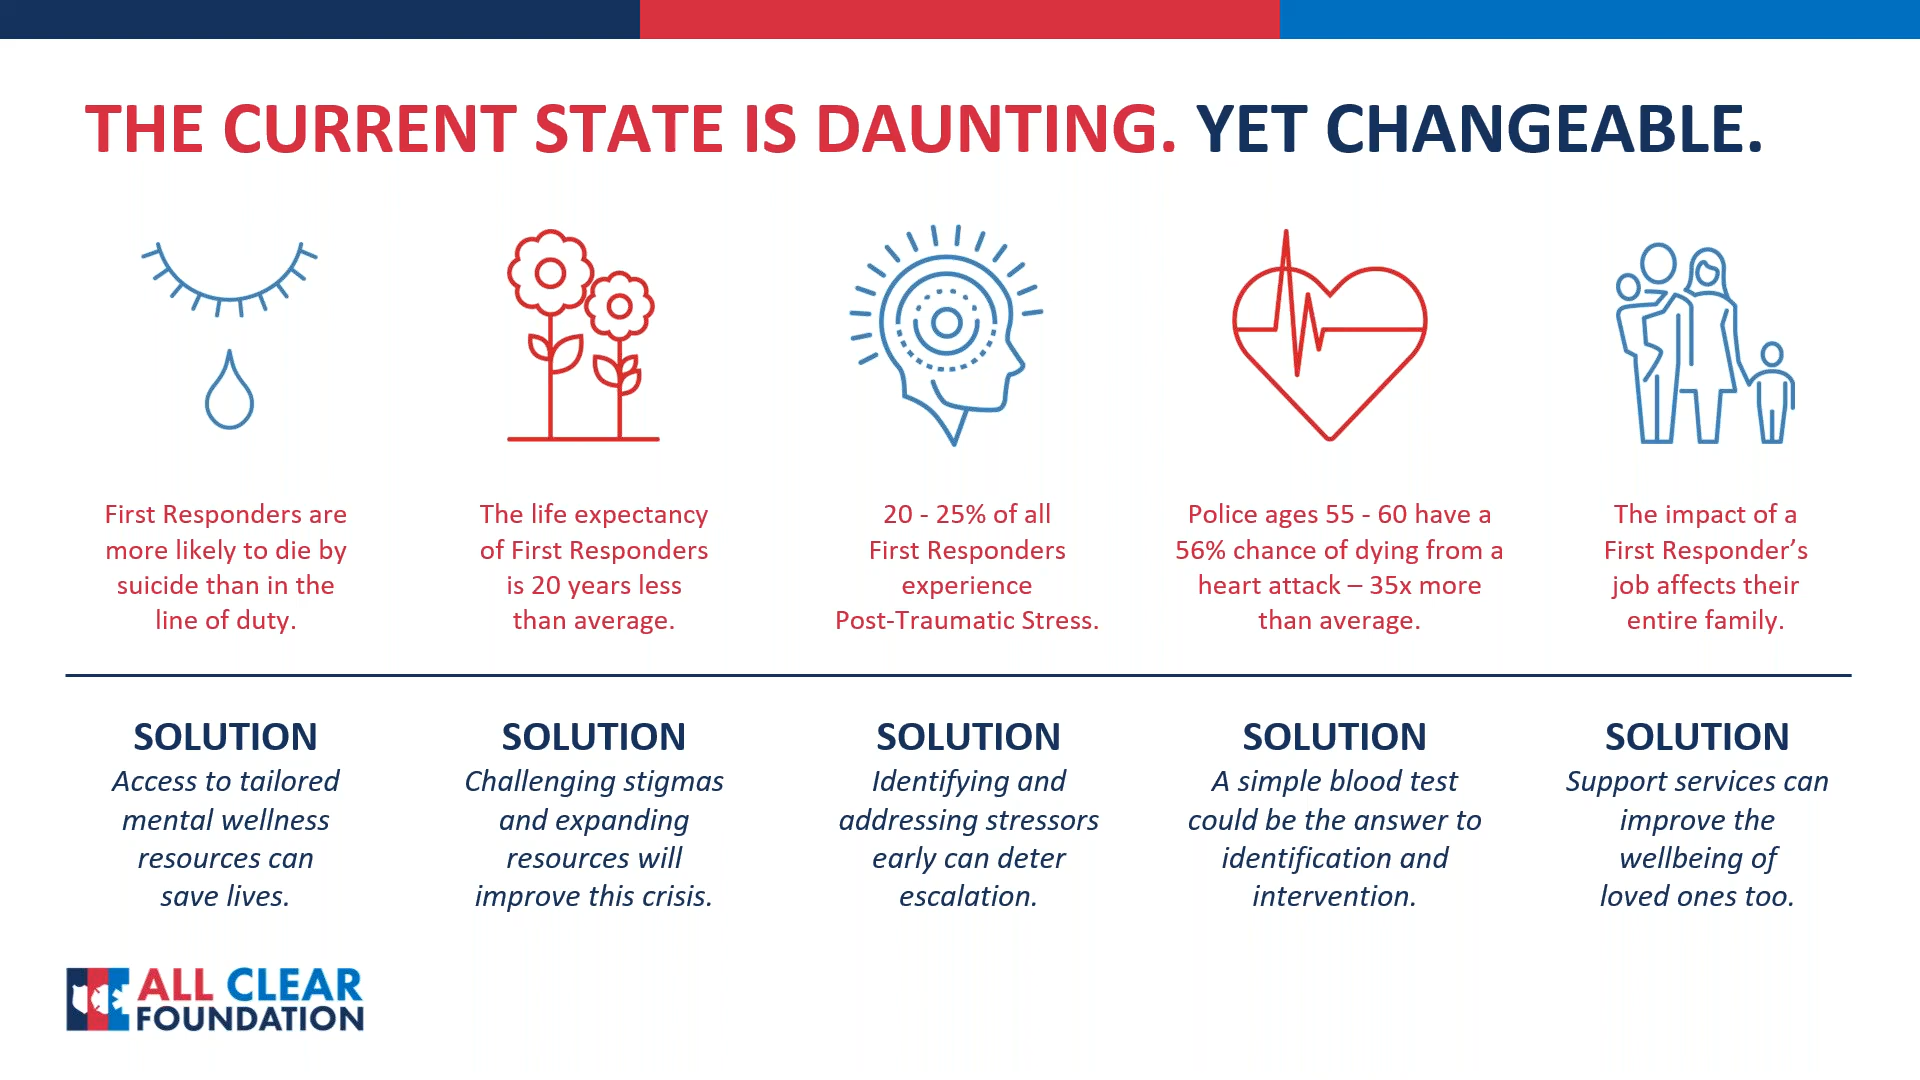 THE CURRENT STATE IS DAUNTING. YET CHANGEABLE.
First Responders are
more likely to die by
suicide than in the
line of duty.
The life expectancy
of First Responders
is 20 years less
than average.
20 - 25% of all
First Responders
experience
Post-Traumatic Stress.
Police ages 55 - 60 have a
56% chance of dying from a
heart attack – 35x more
than average.
The impact of a
First Responder’s
job affects their
entire family.
SOLUTION
Access to tailored
mental wellness
resources can
save lives.
SOLUTION
Challenging stigmas
and expanding
resources will
improve this crisis.
SOLUTION
Identifying and
addressing stressors
early can deter
escalation.
SOLUTION
A simple blood test
could be the answer to
identification and
intervention.
SOLUTION
Support services can
improve the
wellbeing of
loved ones too.
ALL CLEAR
FOUNDATION